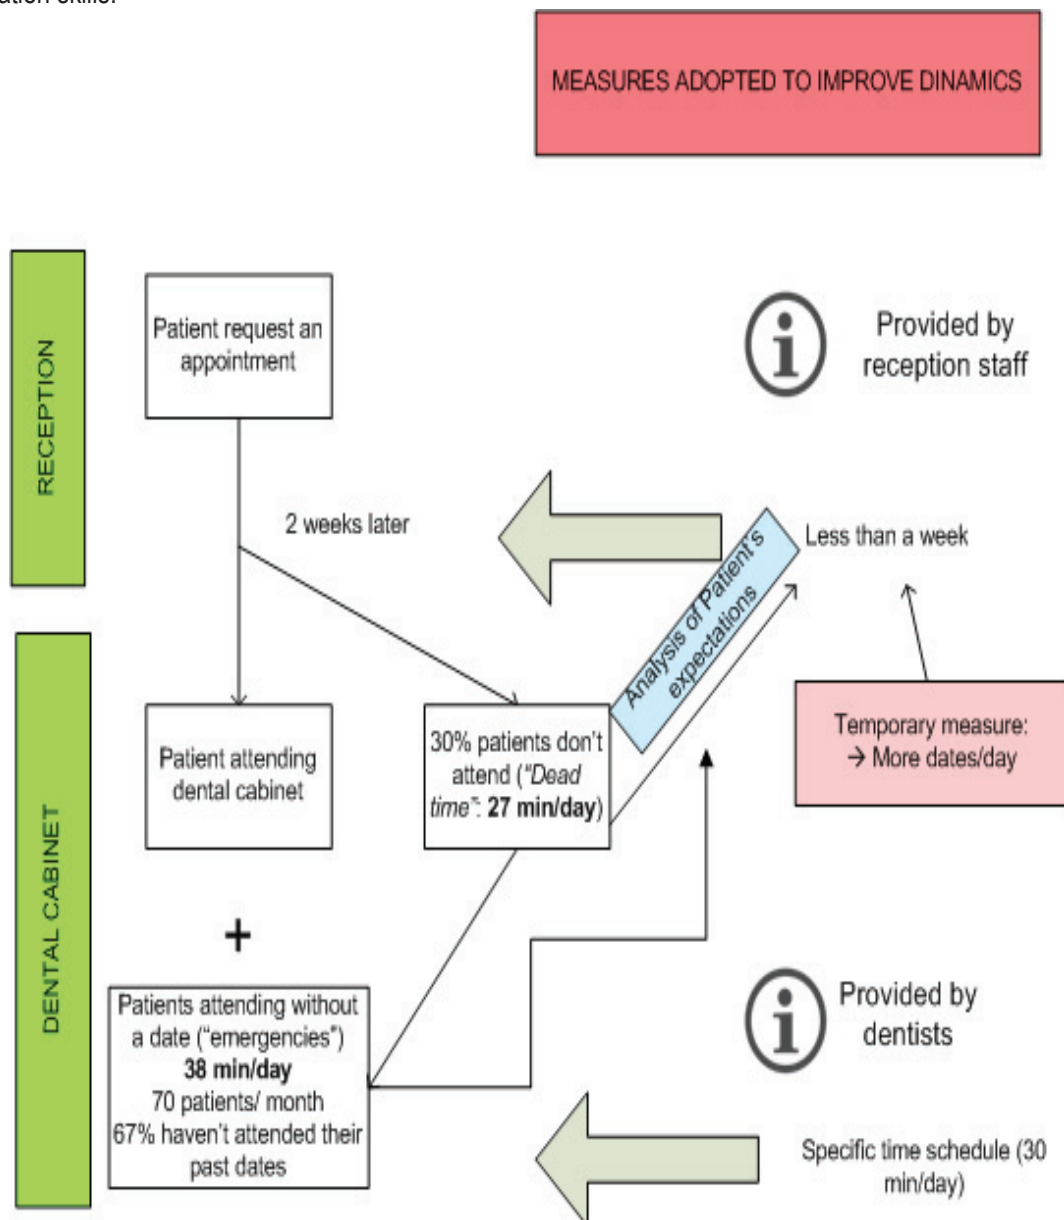 ation skills.
MEASURES ADOPTED TO IMPROVE DINAMICS
RECEPTION
Patient request an
appointment
Provided by
reception staff
2 weeks later
Analysis of Patient's
expectations
Less than a week
DENTAL CABINET
Patient attending
dental cabinet
30% patients don't
attend ("Dead
time": 27 min/day)
Temporary measure:
→ More dates/day
+
Patients attending without
a date ("emergencies")
38 min/day
70 patients/ month
67% haven't attended their
past dates
Provided by
dentists
Specific time schedule (30
min/day)